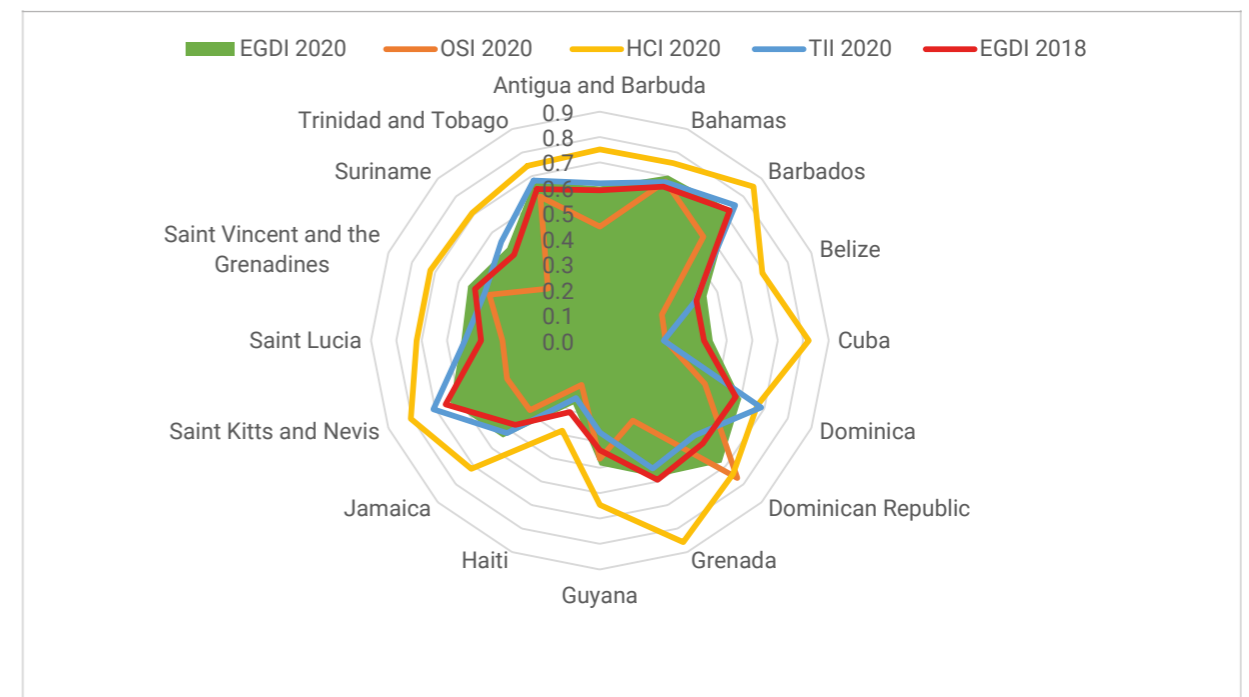 EGDI 2020 OSI 2020 HCI 2020 TII 2020 EGDI 2018
Antigua and Barbuda
Trinidad and Tobago
0.9
Bahamas
0.8
Suriname
0.7
Barbados
0.6
0.5
Saint Vincent and the
Grenadines
0.4
Belize
0.3
0.2
0.1
Saint Lucia
0.0
Cuba
Saint Kitts and Nevis
Dominica
Jamaica
Dominican Republic
Haiti
Grenada
Guyana